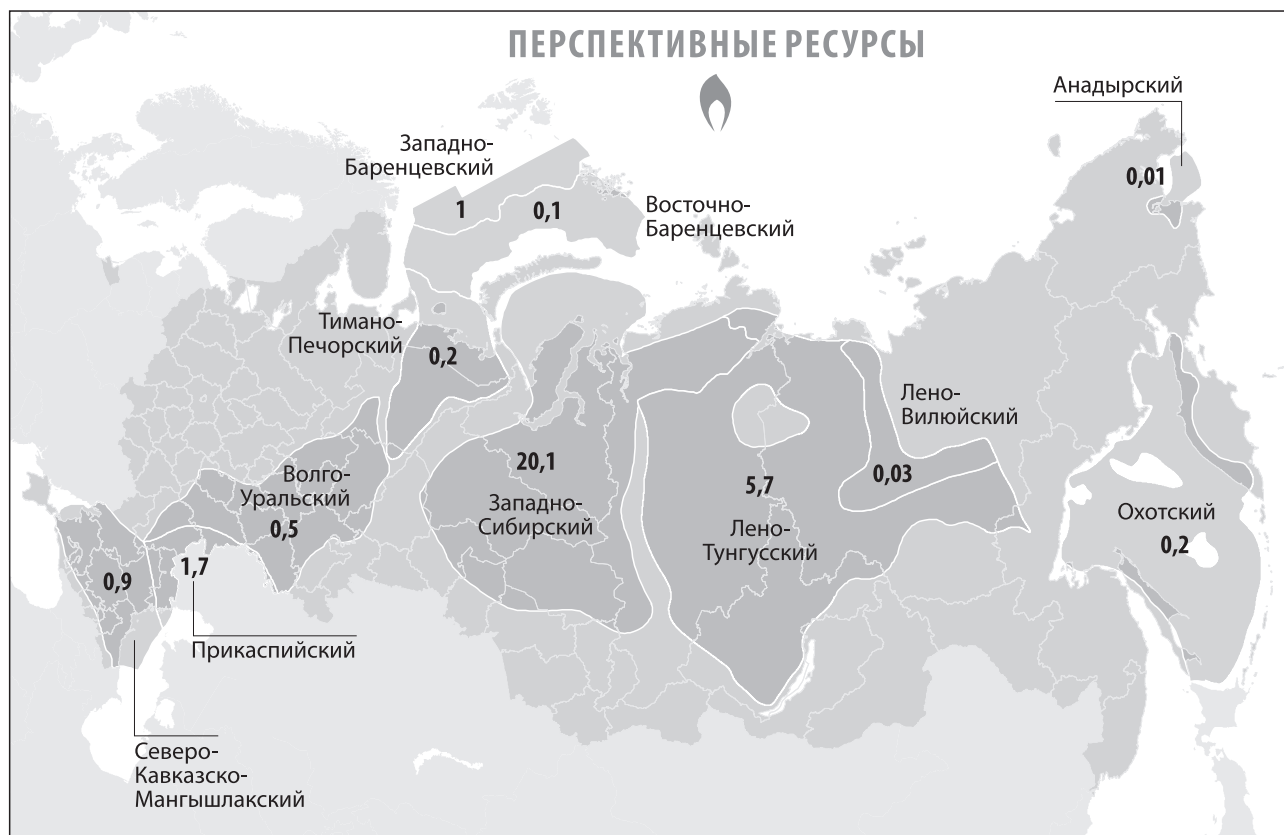 ПЕРСПЕКТИВНЫЕ РЕСУРСЫ
Анадырский
0,01
Западно-
Баренцевский
1
0,1
Восточно-
Баренцевский
Тимано-
Печорский
0,2
Лено-
Вилюйский
0,03
Волго-
Уральский
0,5
20,1
Западно-
Сибирский
5,7
Лено-
Тунгусский
Охотский
0,2
0,9
1,7
Прикаспийский
Северо-
Кавказско-
Мангышлакский